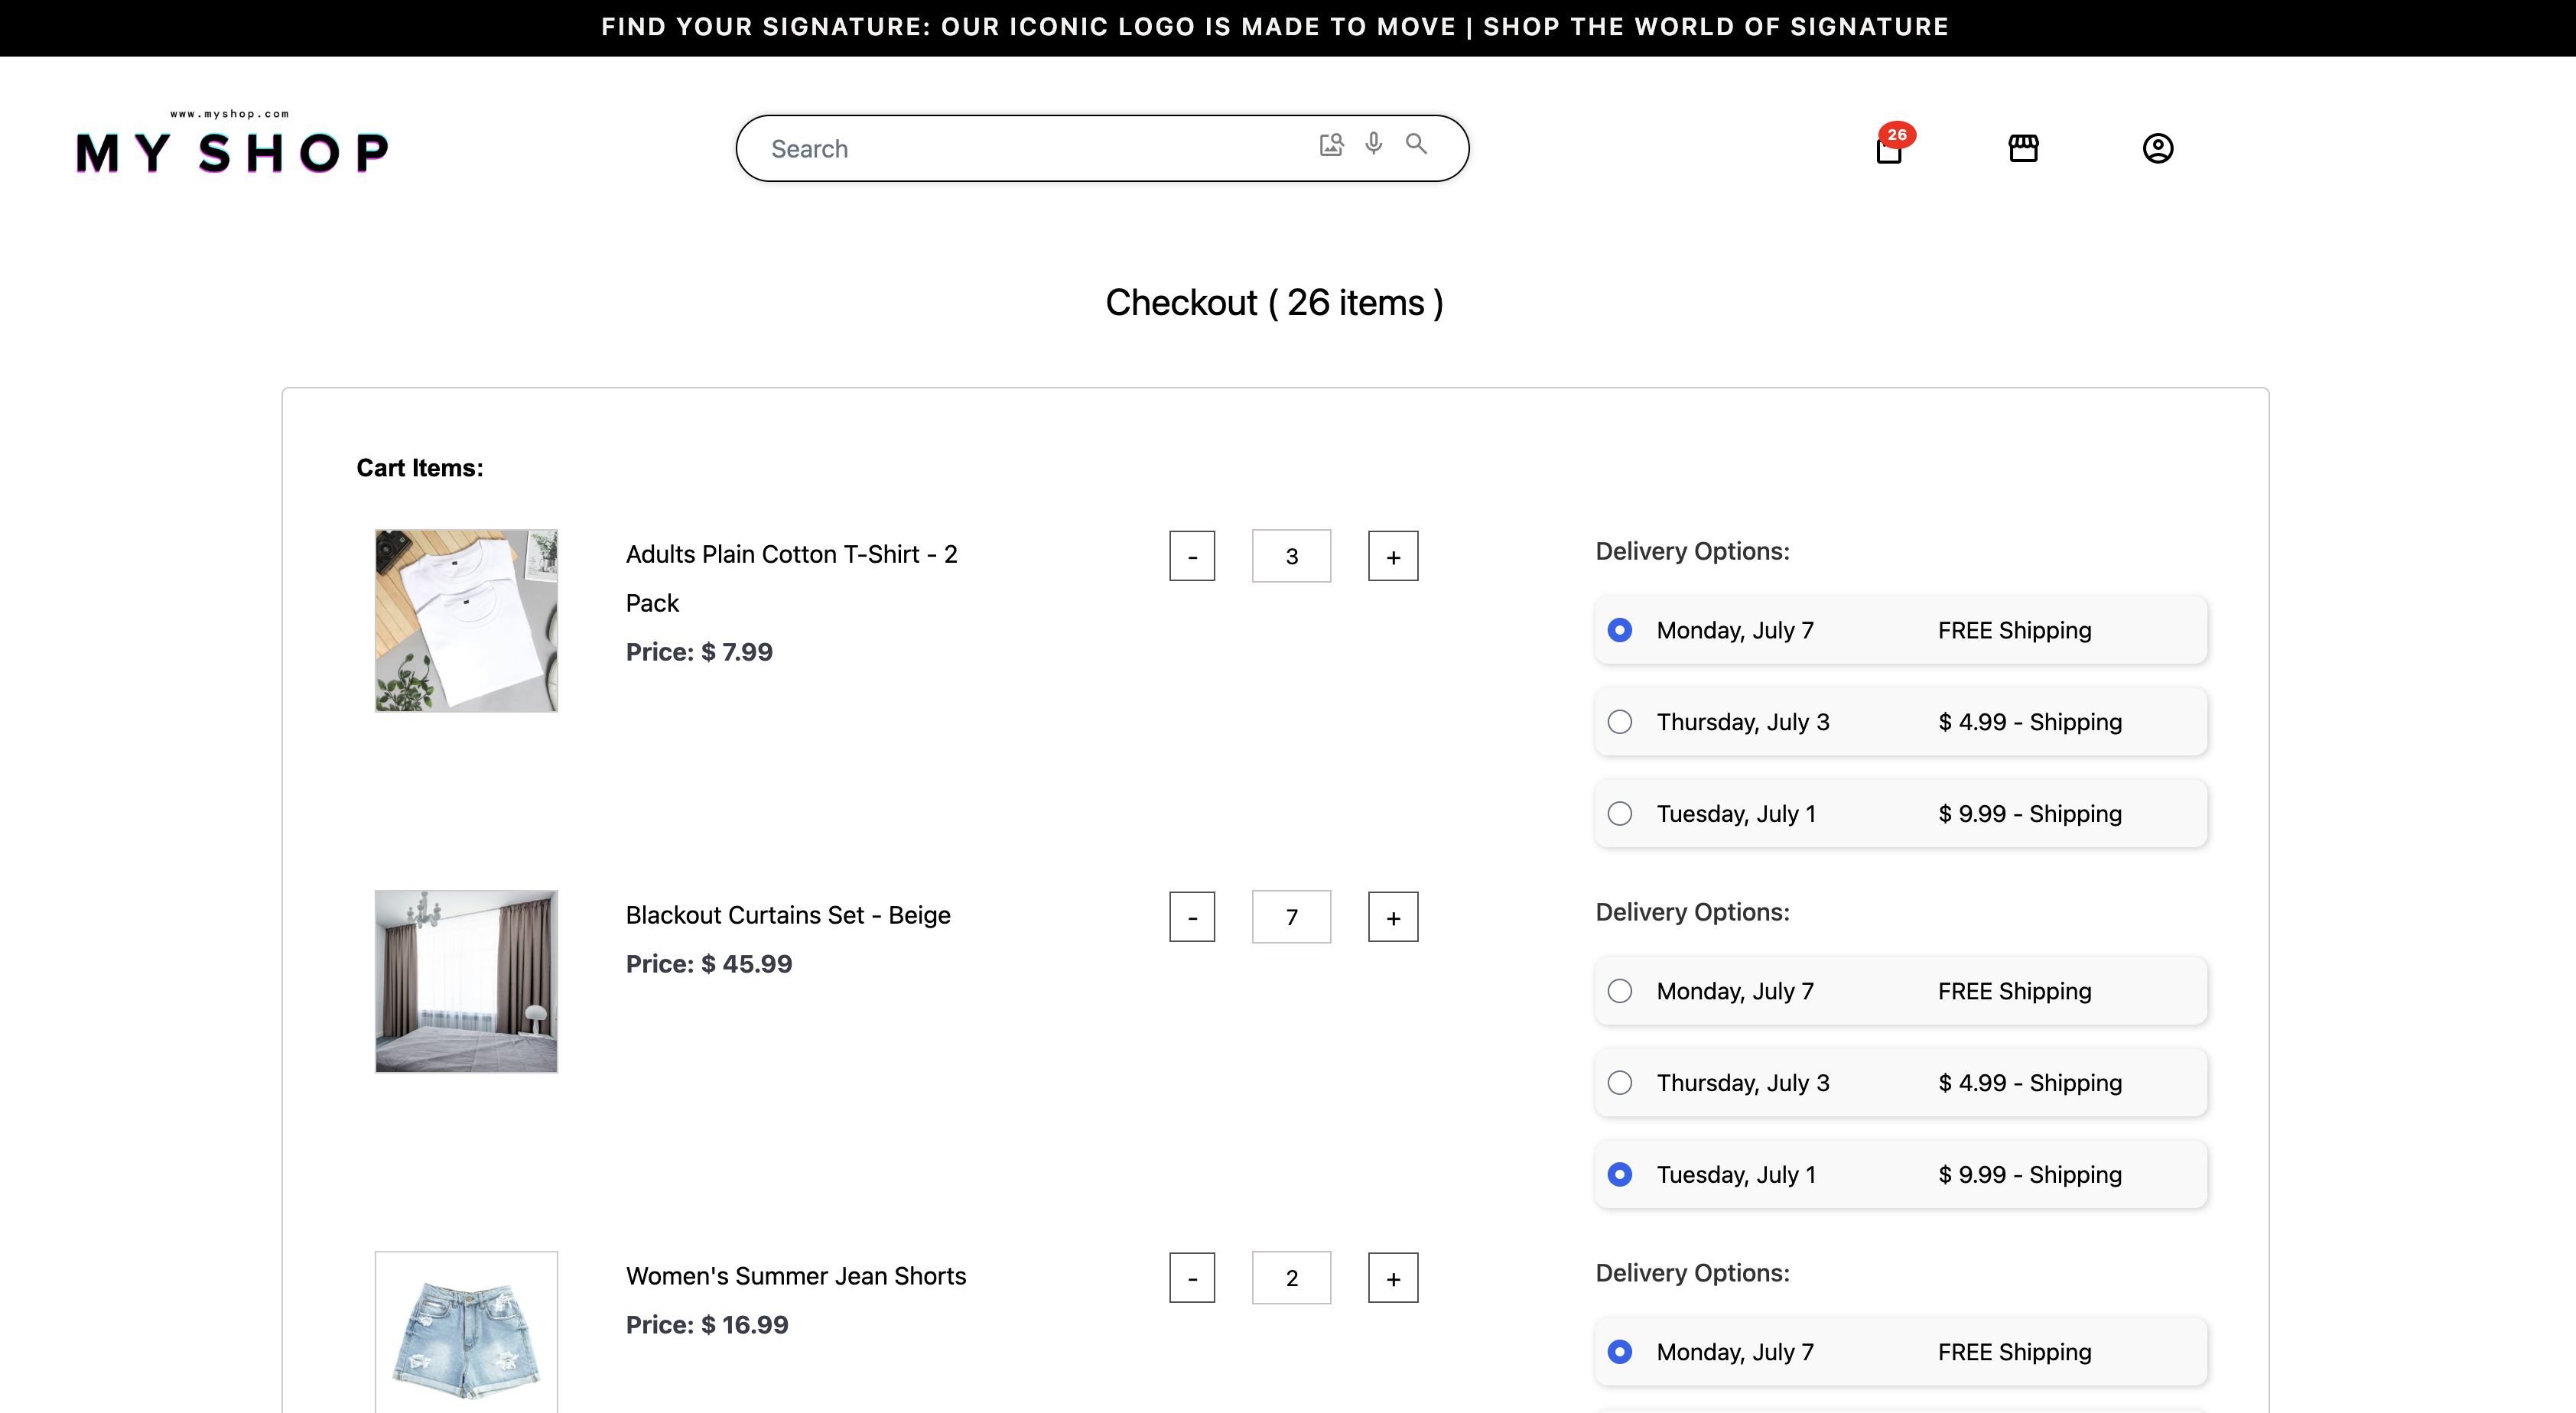 FIND YOUR SIGNATURE: OUR ICONIC LOGO IS MADE TO MOVE | SHOP THE WORLD OF SIGNATURE
www.myshop.com
MY SHOP
Search
26
Checkout ( 26 items )
Cart Items:
Adults Plain Cotton T-Shirt - 2
Pack
Price: $ 7.99
- 3 +
Delivery Options:
Monday, July 7 FREE Shipping
Thursday, July 3 $ 4.99 - Shipping
Tuesday, July 1 $ 9.99 - Shipping
Blackout Curtains Set - Beige
Price: $ 45.99
- 7 +
Delivery Options:
Monday, July 7 FREE Shipping
Thursday, July 3 $ 4.99 - Shipping
Tuesday, July 1 $ 9.99 - Shipping
Women's Summer Jean Shorts
Price: $ 16.99
- 2 +
Delivery Options:
Monday, July 7 FREE Shipping